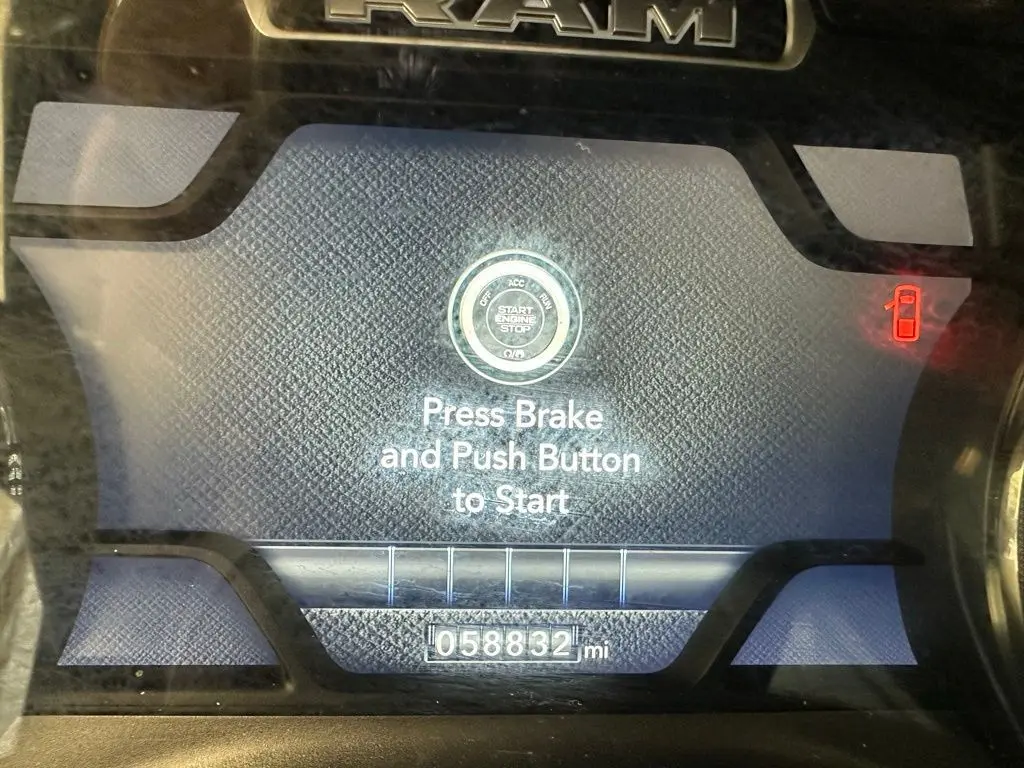 RAM
OFF ACC RUN
START
ENGINE
STOP
Press Brake
and Push Button
to Start
058832 mi